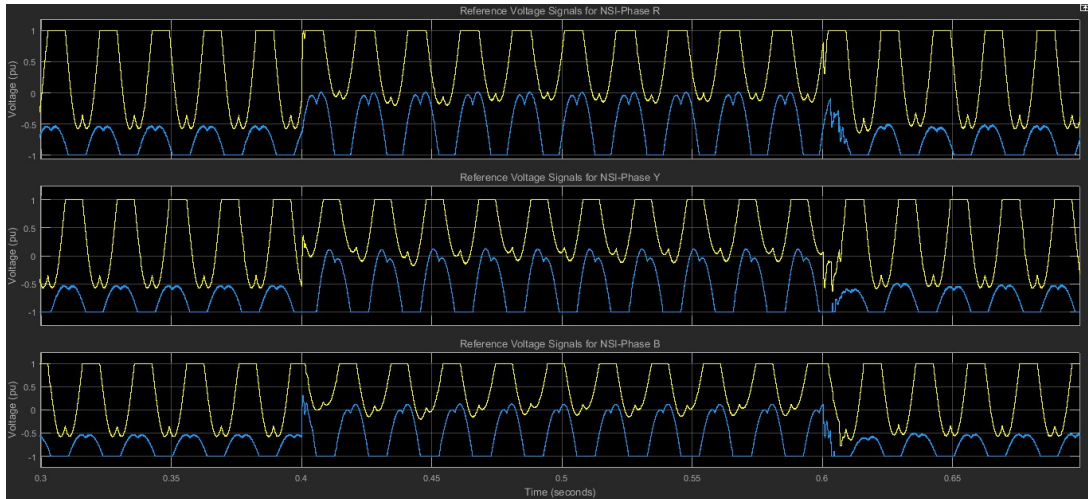 Reference Voltage Signals for NSI-Phase R
Voltage (pu)
1
0.5
0
-0.5
-1
Reference Voltage Signals for NSI-Phase Y
Voltage (pu)
1
0.5
0
-0.5
-1
Reference Voltage Signals for NSI-Phase B
Voltage (pu)
1
0.5
0
-0.5
-1
0.3 0.35 0.4 0.45 0.5 0.55 0.6 0.65
Time (seconds)